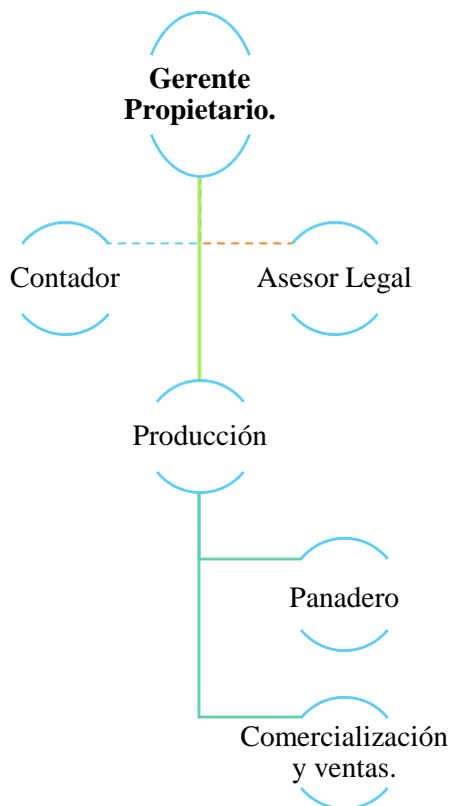 Gerente
Propietario.
Contador
Asesor Legal
Producción
Panadero
Comercialización
y ventas.